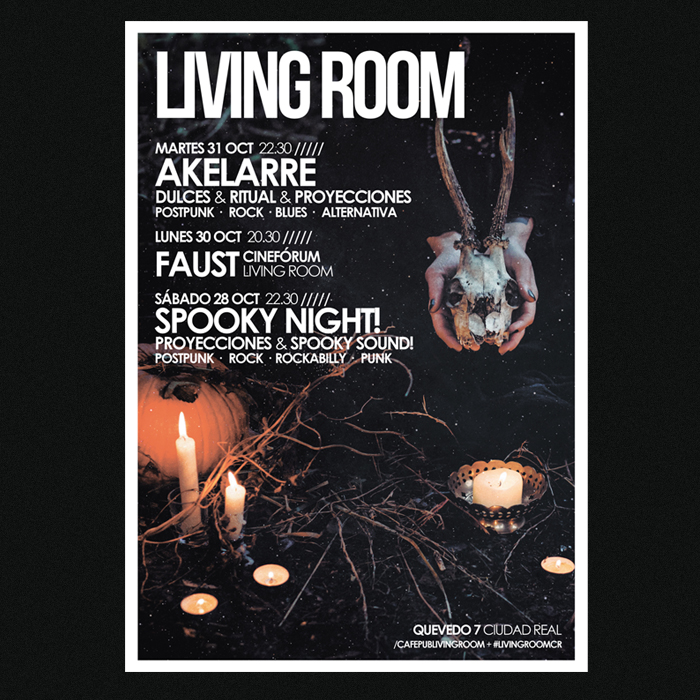 LIVING ROOM
MARTES 31 OCT 22.30 /////
AKELARRE
DULCES & RITUAL & PROYECCIONES
POSTPUNK · ROCK · BLUES · ALTERNATIVA
LUNES 30 OCT 20.30 /////
FAUST CINEFÓRUM
LIVING ROOM
SÁBADO 28 OCT 22.30 /////
SPOOKY NIGHT!
PROYECCIONES & SPOOKY SOUND!
POSTPUNK · ROCK · ROCKABILLY · PUNK
QUEVEDO 7 CIUDAD REAL
/CAFEPUBLIVINGROOM + #LIVINGROOMCR